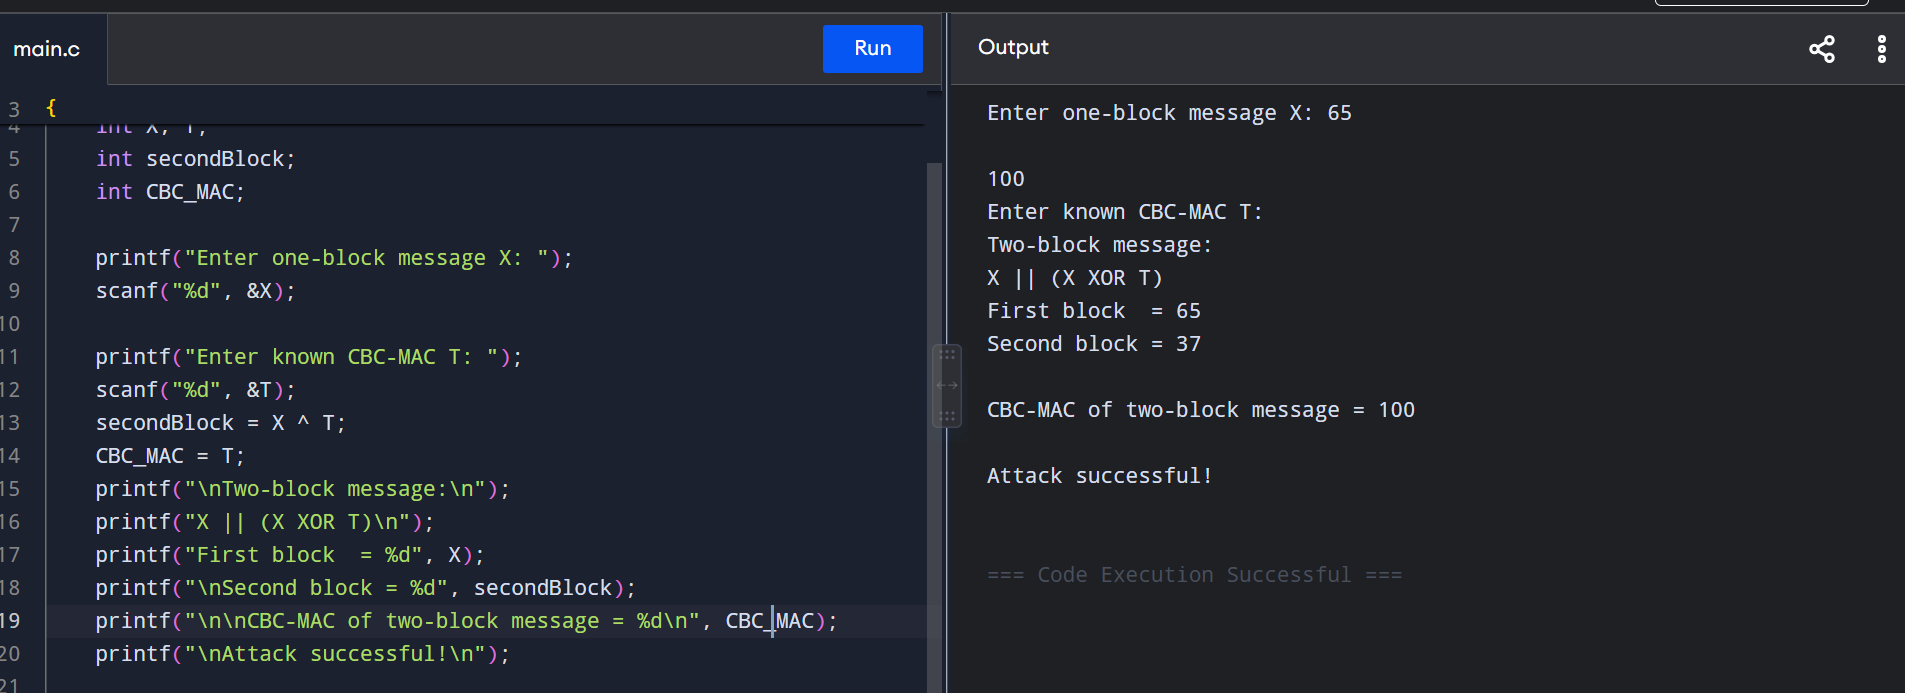 main.c
Run
3 {
4 int X, T;
5 int secondBlock;
6 int CBC_MAC;
7
8 printf("Enter one-block message X: ");
9 scanf("%d", &X);
10
11 printf("Enter known CBC-MAC T: ");
12 scanf("%d", &T);
13 secondBlock = X ^ T;
14 CBC_MAC = T;
15 printf("\nTwo-block message:\n");
16 printf("X || (X XOR T)\n");
17 printf("First block  = %d", X);
18 printf("\nSecond block = %d", secondBlock);
19 printf("\n\nCBC-MAC of two-block message = %d\n", CBC_MAC);
20 printf("\nAttack successful!\n");
21
Output
Enter one-block message X: 65
100
Enter known CBC-MAC T:
Two-block message:
X || (X XOR T)
First block  = 65
Second block = 37
CBC-MAC of two-block message = 100
Attack successful!
=== Code Execution Successful ===